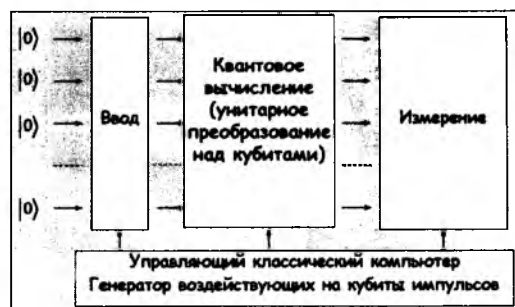 |0⟩
|0⟩
|0⟩
|0⟩
Ввод
Квантовое
вычисление
(унитарное
преобразование
над кубитами)
Измерение
Управляющий классический компьютер
Генератор воздействующих на кубиты импульсов